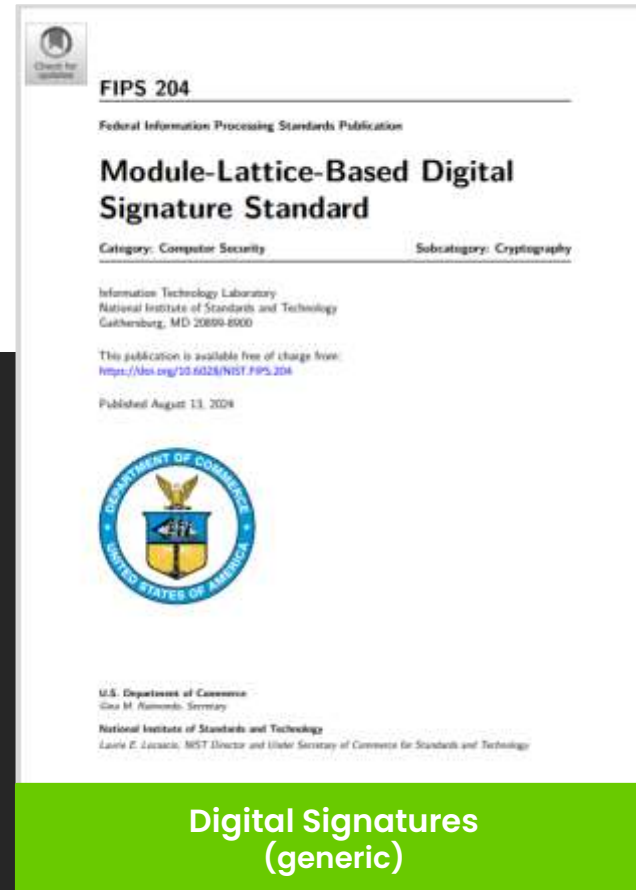 Check for
updates
FIPS 204
Federal Information Processing Standards Publication
Module-Lattice-Based Digital
Signature Standard
Category: Computer Security Subcategory: Cryptography
Information Technology Laboratory
National Institute of Standards and Technology
Gaithersburg, MD 20899-8900
This publication is available free of charge from:
https://doi.org/10.6028/NIST.FIPS.204
Published August 13, 2024
DEPARTMENT OF COMMERCE
UNITED STATES OF AMERICA
U.S. Department of Commerce
Gina M. Raimondo, Secretary
National Institute of Standards and Technology
Laurie E. Locascio, NIST Director and Under Secretary of Commerce for Standards and Technology
Digital Signatures
(generic)